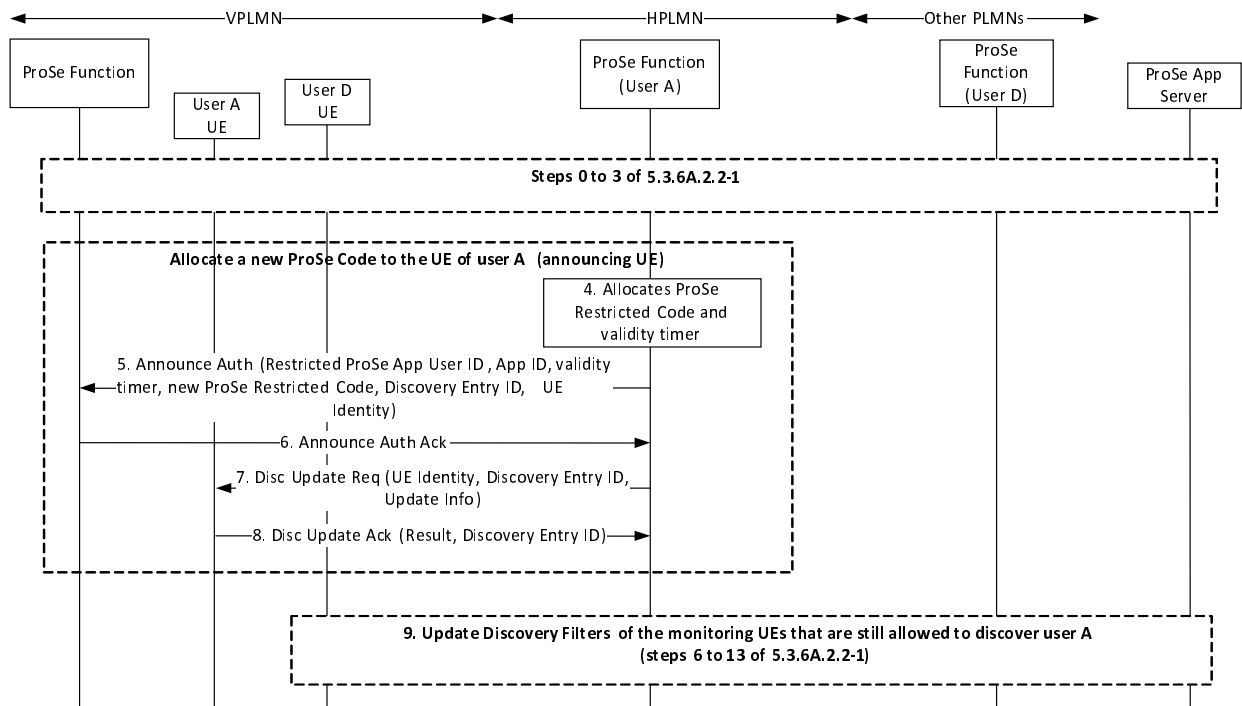 VPLMN
HPLMN
Other PLMNs
ProSe Function
User A
UE
User D
UE
ProSe Function
(User A)
ProSe
Function
(User D)
ProSe App
Server
Steps 0 to 3 of 5.3.6A.2.2-1
Allocate a new ProSe Code to the UE of user A (announcing UE)
4. Allocates ProSe
Restricted Code and
validity timer
5. Announce Auth (Restricted ProSe App User ID, App ID, validity
timer, new ProSe Restricted Code, Discovery Entry ID, UE
Identity)
6. Announce Auth Ack
7. Disc Update Req (UE Identity, Discovery Entry ID,
Update Info)
8. Disc Update Ack (Result, Discovery Entry ID)
9. Update Discovery Filters of the monitoring UEs that are still allowed to discover user A
(steps 6 to 13 of 5.3.6A.2.2-1)